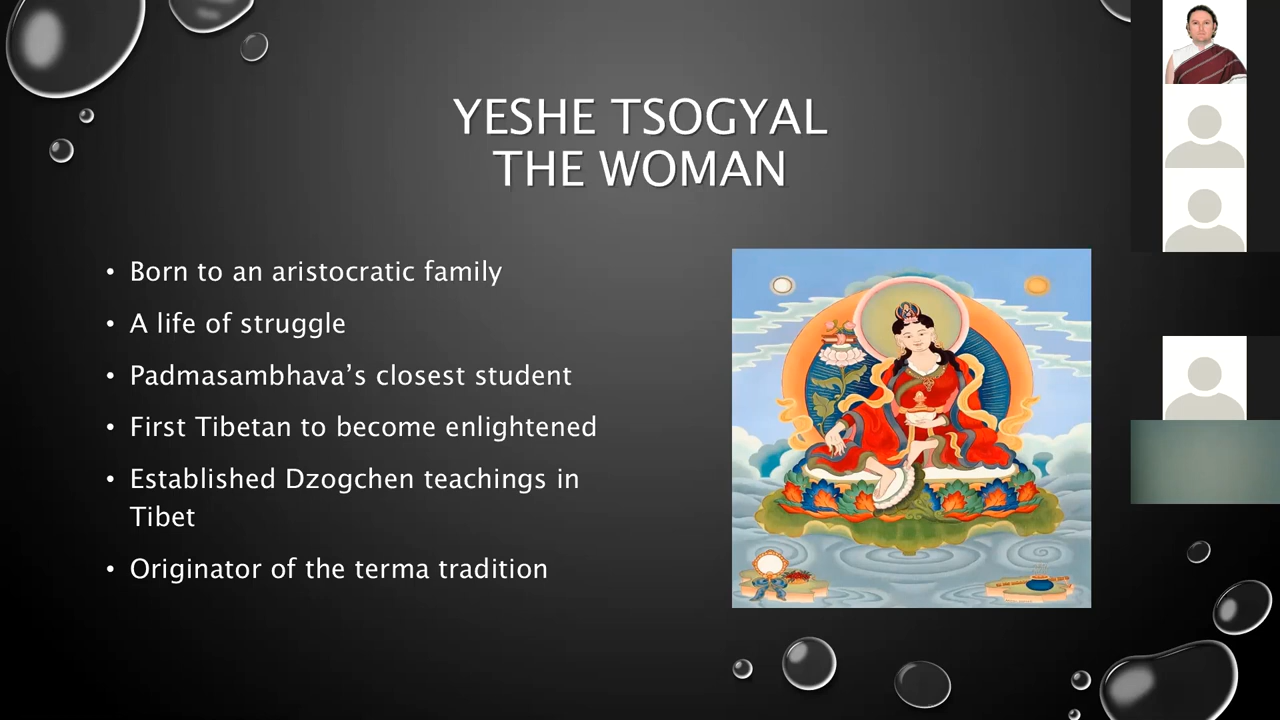 YESHE TSOGYAL
THE WOMAN
• Born to an aristocratic family
• A life of struggle
• Padmasambhava’s closest student
• First Tibetan to become enlightened
• Established Dzogchen teachings in
Tibet
• Originator of the terma tradition